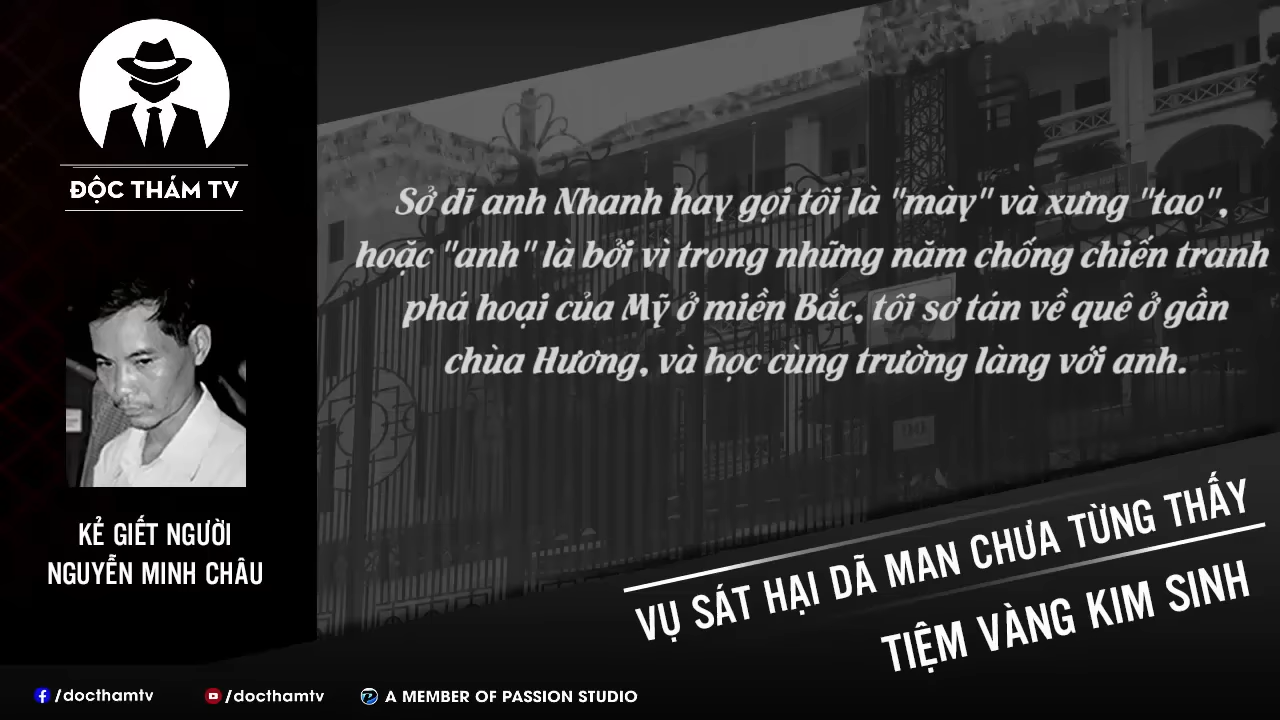 ĐỘC THÁM TV
Sở dĩ anh Nhanh hay gọi tôi là "mày" và xưng "tao",
hoặc "anh" là bởi vì trong những năm chống chiến tranh
phá hoại của Mỹ ở miền Bắc, tôi sơ tán về quê ở gần
chùa Hương, và học cùng trường làng với anh.
KẺ GIẾT NGƯỜI
NGUYỄN MINH CHÂU
VỤ SÁT HẠI DÃ MAN CHƯA TỪNG THẤY
TIỆM VÀNG KIM SINH
/docthamtv
/docthamtv
A MEMBER OF PASSION STUDIO